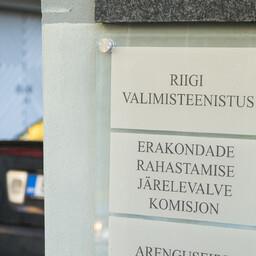 RIIGI
VALIMISTEENISTUS
ERAKONDADE
RAHASTAMISE
JÄRELEVALVE
KOMISJON